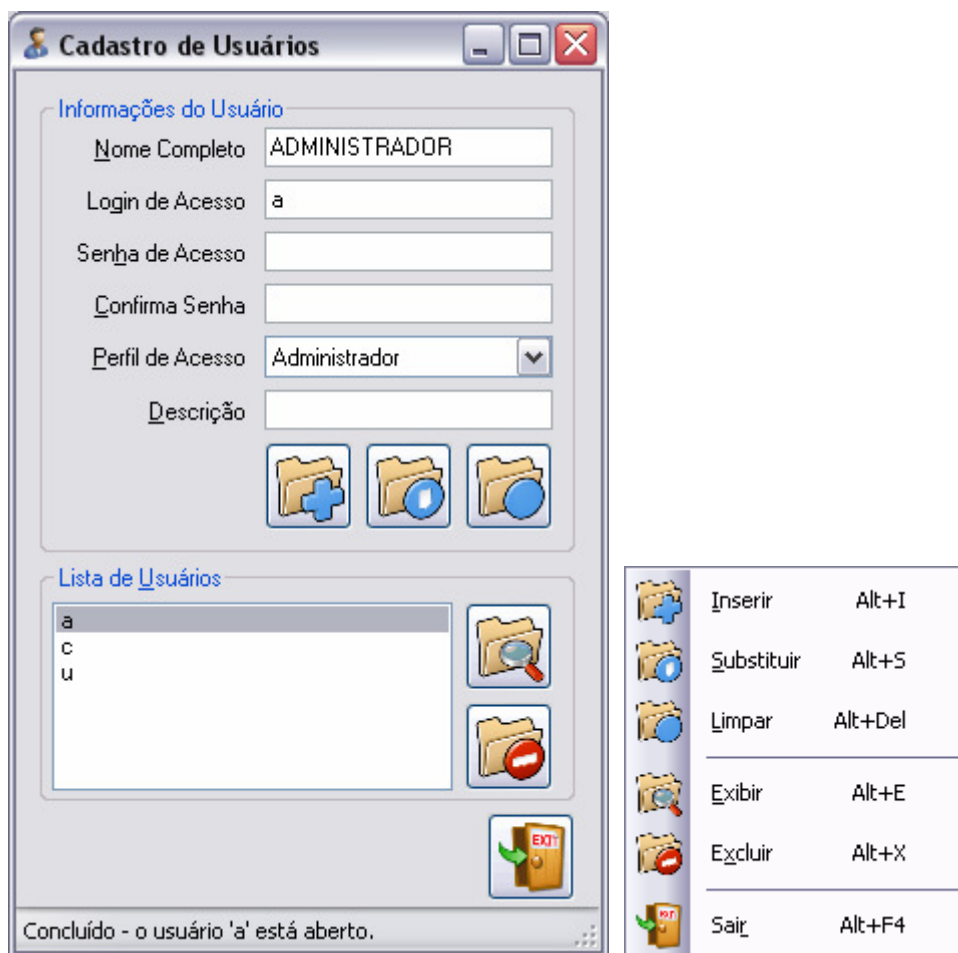 Cadastro de Usuários
Informações do Usuário
Nome Completo ADMINISTRADOR
Login de Acesso a
Senha de Acesso
Confirma Senha
Perfil de Acesso Administrador
Descrição
Lista de Usuários
a
c
u
EXIT
Concluído - o usuário 'a' está aberto.
Inserir Alt+I
Substituir Alt+S
Limpar Alt+Del
Exibir Alt+E
Excluir Alt+X
EXIT
Sair Alt+F4